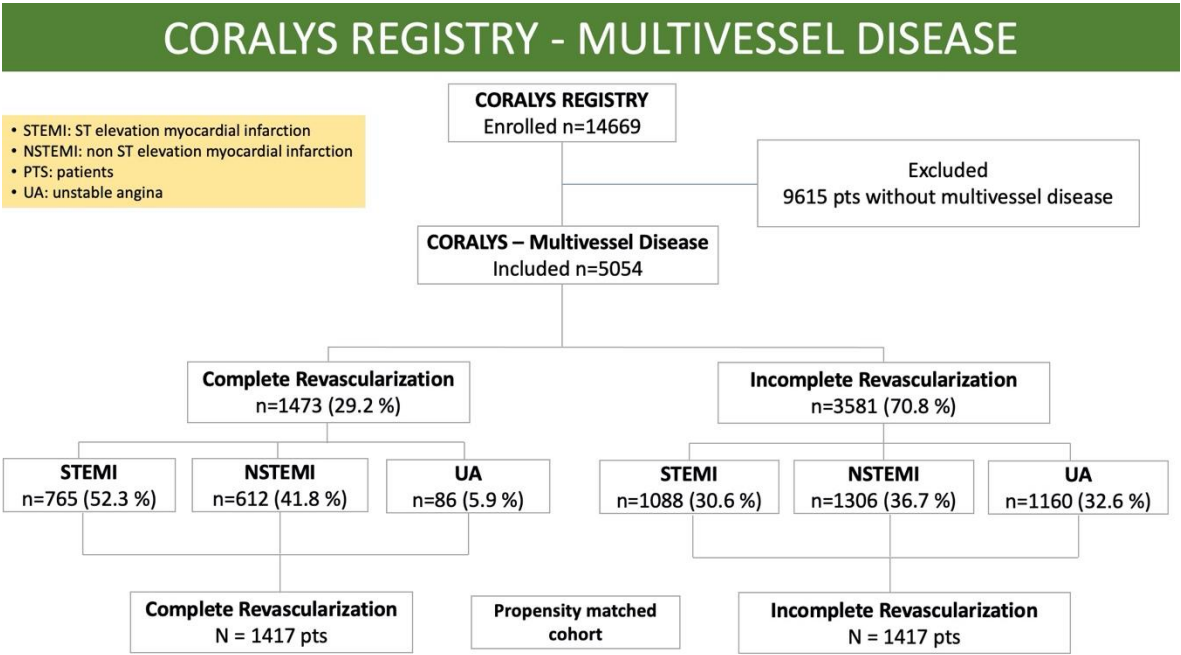 CORALYS REGISTRY - MULTIVESSEL DISEASE
CORALYS REGISTRY
Enrolled n=14669
• STEMI: ST elevation myocardial infarction
• NSTEMI: non ST elevation myocardial infarction
• PTS: patients
• UA: unstable angina
Excluded
9615 pts without multivessel disease
CORALYS – Multivessel Disease
Included n=5054
Complete Revascularization
n=1473 (29.2 %)
Incomplete Revascularization
n=3581 (70.8 %)
STEMI
n=765 (52.3 %)
NSTEMI
n=612 (41.8 %)
UA
n=86 (5.9 %)
STEMI
n=1088 (30.6 %)
NSTEMI
n=1306 (36.7 %)
UA
n=1160 (32.6 %)
Complete Revascularization
N = 1417 pts
Propensity matched
cohort
Incomplete Revascularization
N = 1417 pts